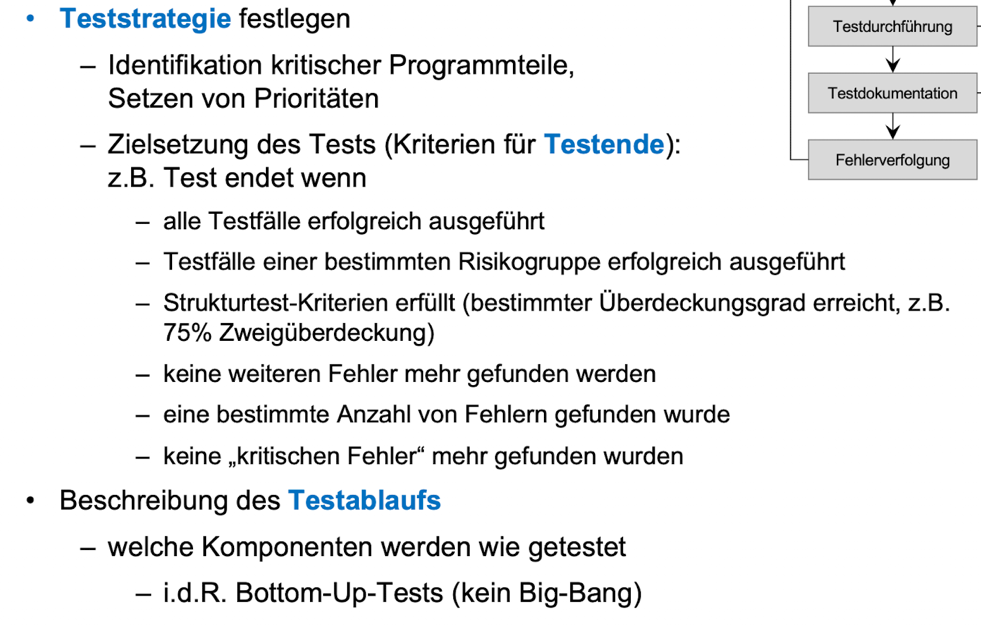 • Teststrategie festlegen
– Identifikation kritischer Programmteile,
Setzen von Prioritäten
– Zielsetzung des Tests (Kriterien für Testende):
z.B. Test endet wenn
– alle Testfälle erfolgreich ausgeführt
– Testfälle einer bestimmten Risikogruppe erfolgreich ausgeführt
– Strukturtest-Kriterien erfüllt (bestimmter Überdeckungsgrad erreicht, z.B.
75% Zweigüberdeckung)
– keine weiteren Fehler mehr gefunden werden
– eine bestimmte Anzahl von Fehlern gefunden wurde
– keine „kritischen Fehler“ mehr gefunden wurden
• Beschreibung des Testablaufs
– welche Komponenten werden wie getestet
– i.d.R. Bottom-Up-Tests (kein Big-Bang)
Testdurchführung
Testdokumentation
Fehlerverfolgung